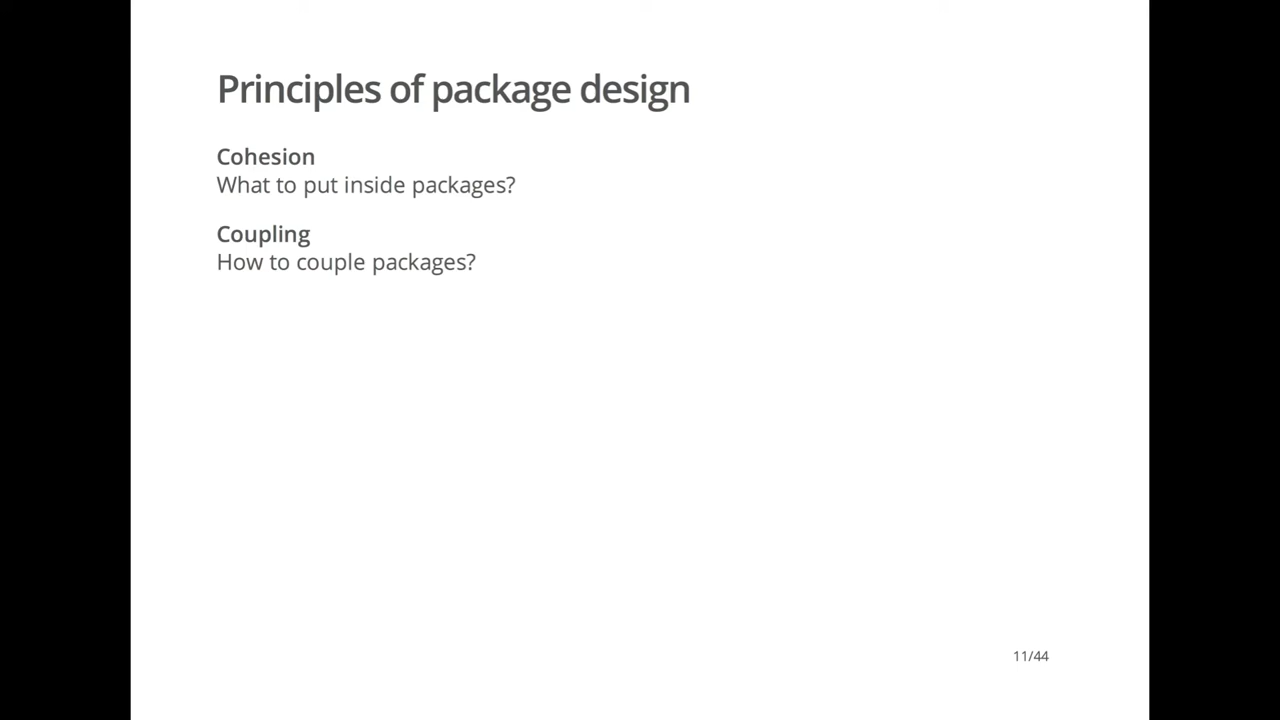 Principles of package design
Cohesion
What to put inside packages?
Coupling
How to couple packages?
11/44